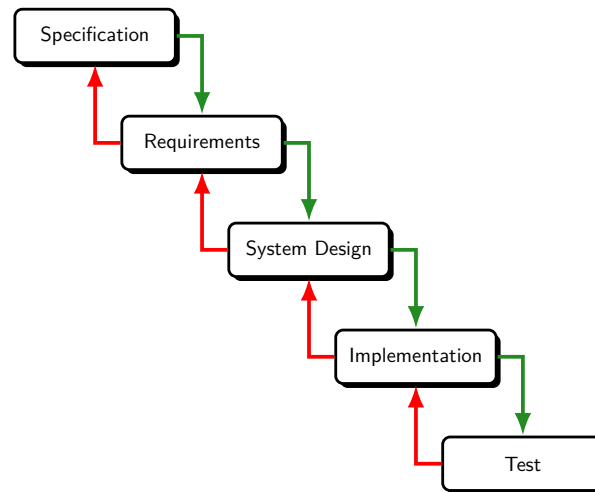 Specification
Requirements
System Design
Implementation
Test